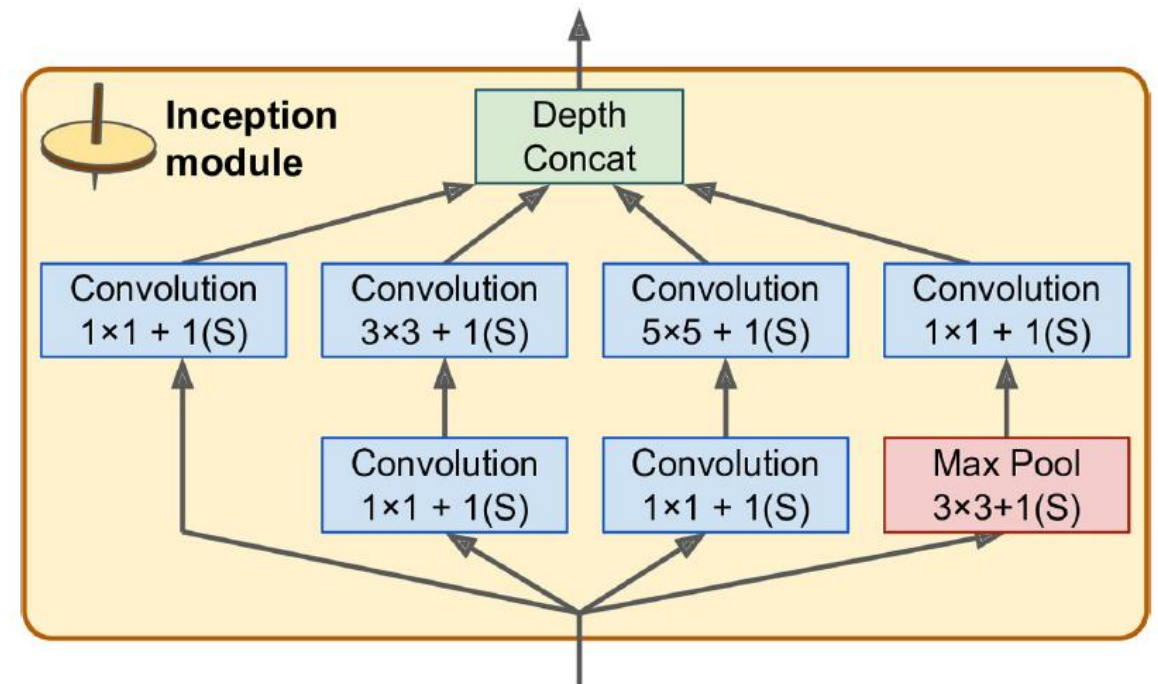 Inception
module
Depth
Concat
Convolution
1×1 + 1(S)
Convolution
3×3 + 1(S)
Convolution
5×5 + 1(S)
Convolution
1×1 + 1(S)
Convolution
1×1 + 1(S)
Convolution
1×1 + 1(S)
Max Pool
3×3+1(S)